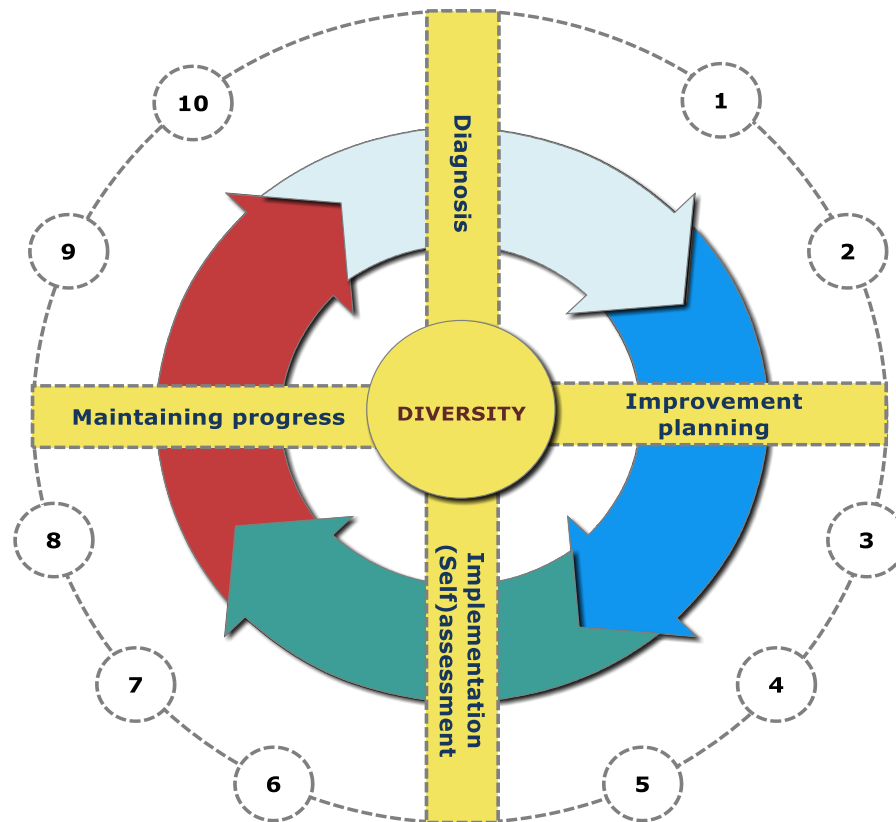 10
1
Diagnosis
9
2
Maintaining progress
DIVERSITY
Improvement
planning
8
3
Implementation
(Self)assessment
7
4
6
5